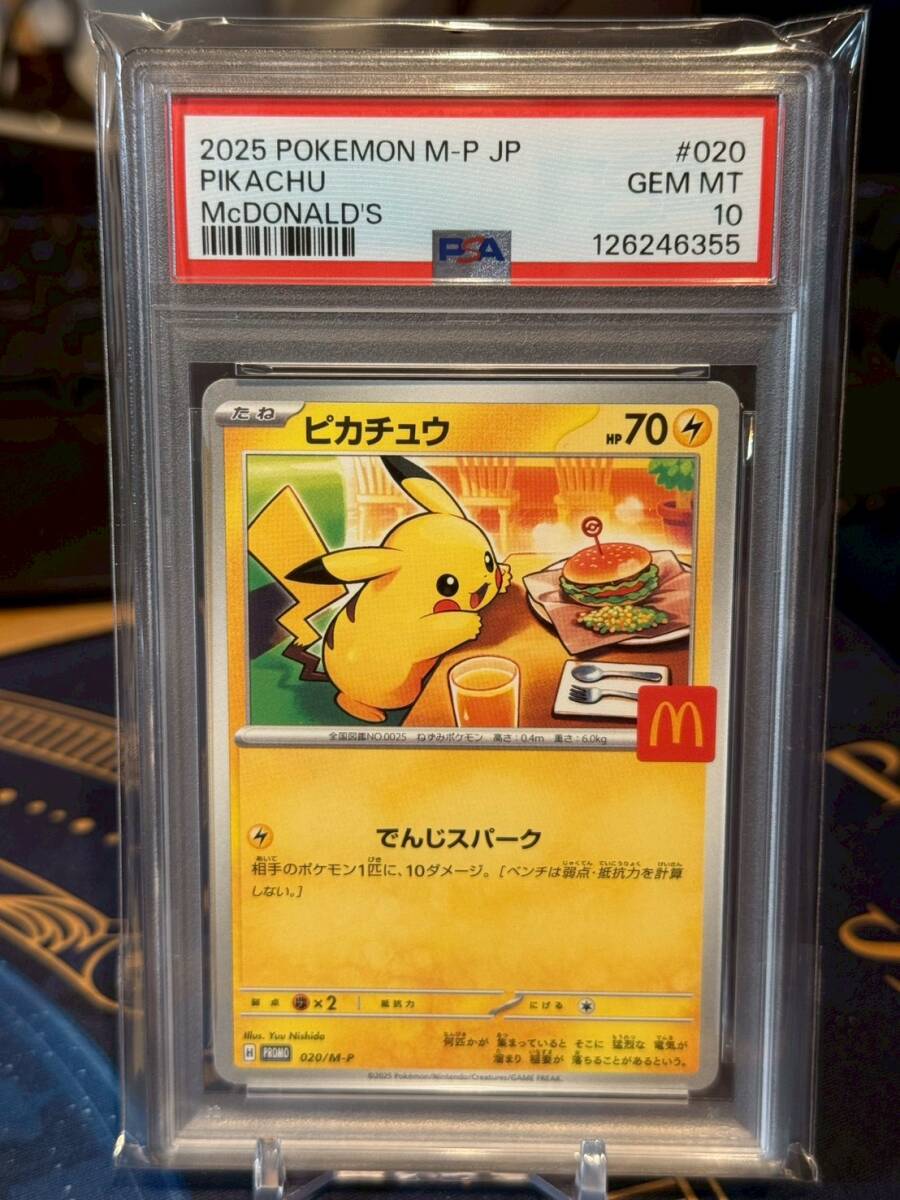 2025 POKEMON M-P JP #020
PIKACHU GEM MT
McDONALD'S 10
PSA 126246355
たね ピカチュウ HP70
全国図鑑NO.0025 ねずみポケモン 高さ:0.4m 重さ:6.0kg
でんじスパーク
相手のポケモン1匹に、10ダメージ。[ベンチは弱点・抵抗力を計算
しない。]
弱点 ×2 抵抗力 にげる
Illus. Yuu Nishida
何匹かが 集まっていると そこに 猛烈な 電気が
H PROMO 020/M-P 溜まり 稲妻が 落ちることがあるという。
©2025 Pokémon/Nintendo/Creatures/GAME FREAK.